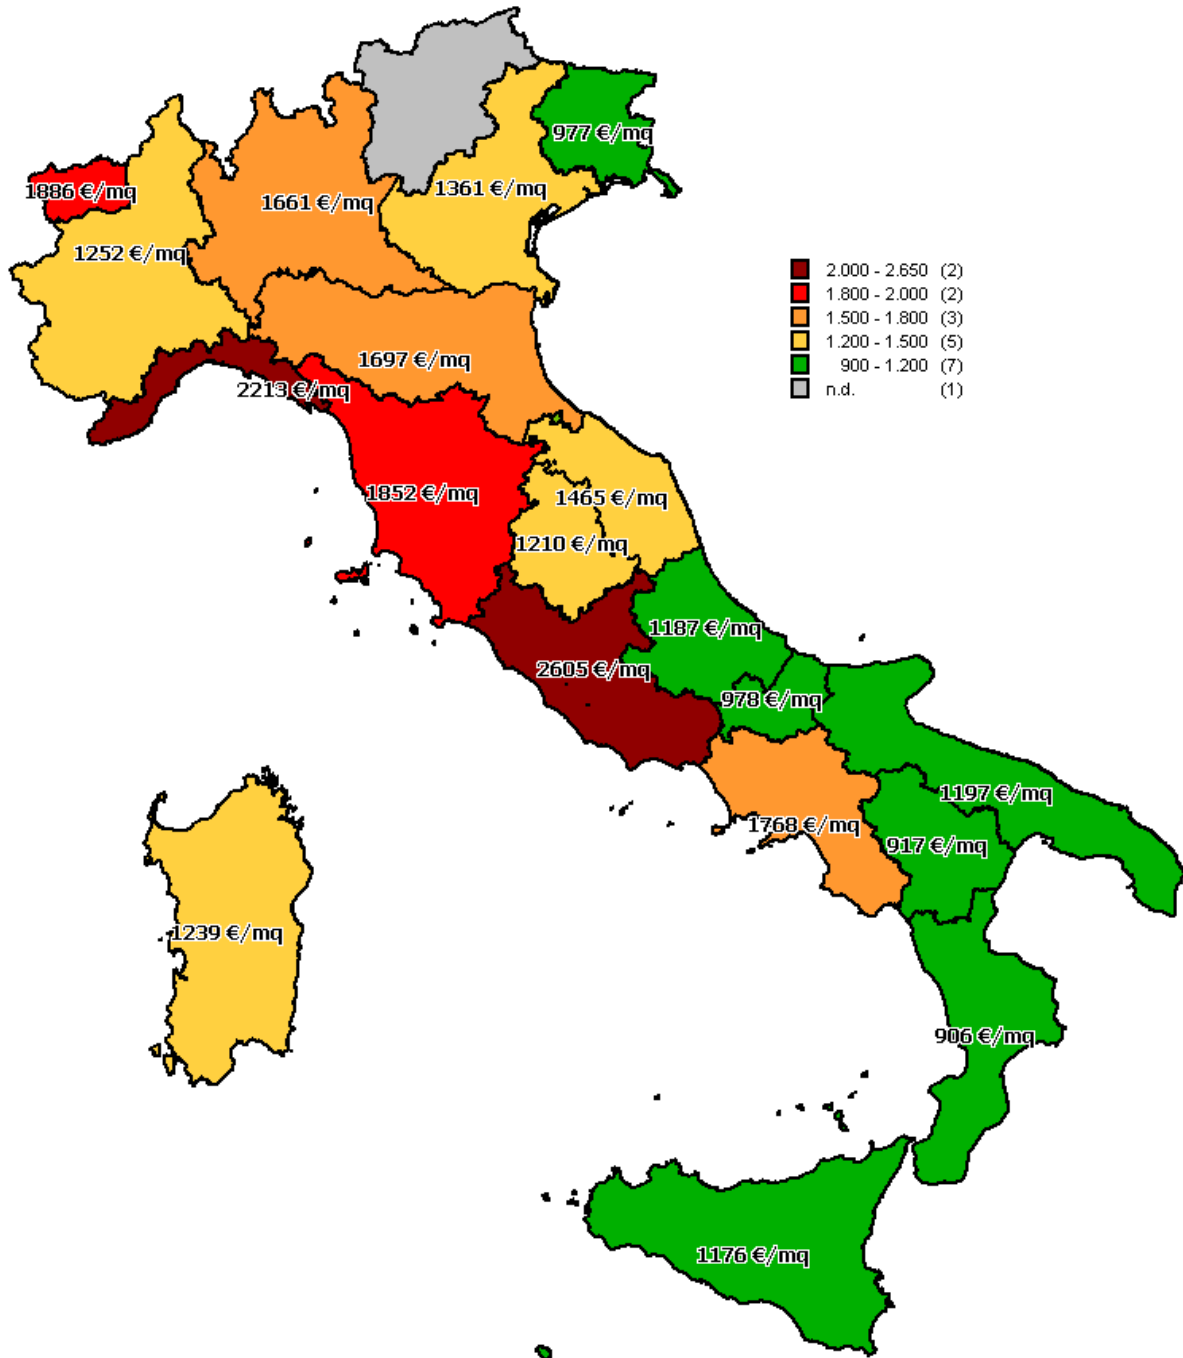 977 €/mq
1886 €/mq
1361 €/mq
1661 €/mq
1252 €/mq
2.000 - 2.650 (2)
1.800 - 2.000 (2)
1.500 - 1.800 (3)
1.200 - 1.500 (5)
900 - 1.200 (7)
n.d. (1)
1697 €/mq
2213 €/mq
1852 €/mq
1465 €/mq
1210 €/mq
1187 €/mq
2605 €/mq
978 €/mq
1197 €/mq
1768 €/mq
917 €/mq
1239 €/mq
906 €/mq
1176 €/mq